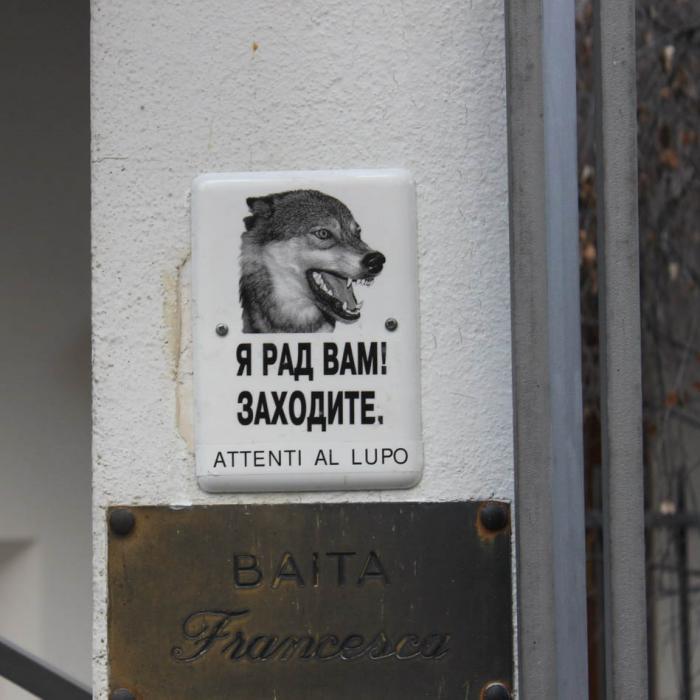 Я РАД ВАМ!
ЗАХОДИТЕ.
ATTENTI AL LUPO
BAITA
Francesca